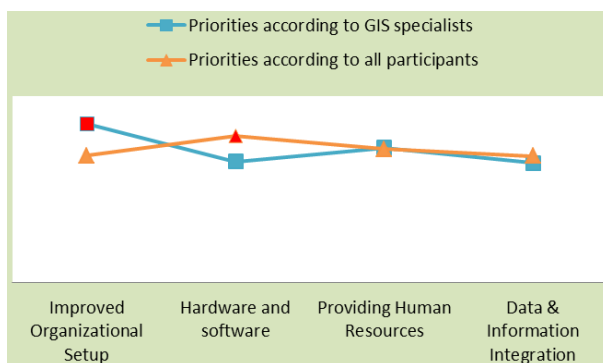 Priorities according to GIS specialists
Priorities according to all participants
Improved
Organizational
Setup
Hardware and
software
Providing Human
Resources
Data &
Information
Integration